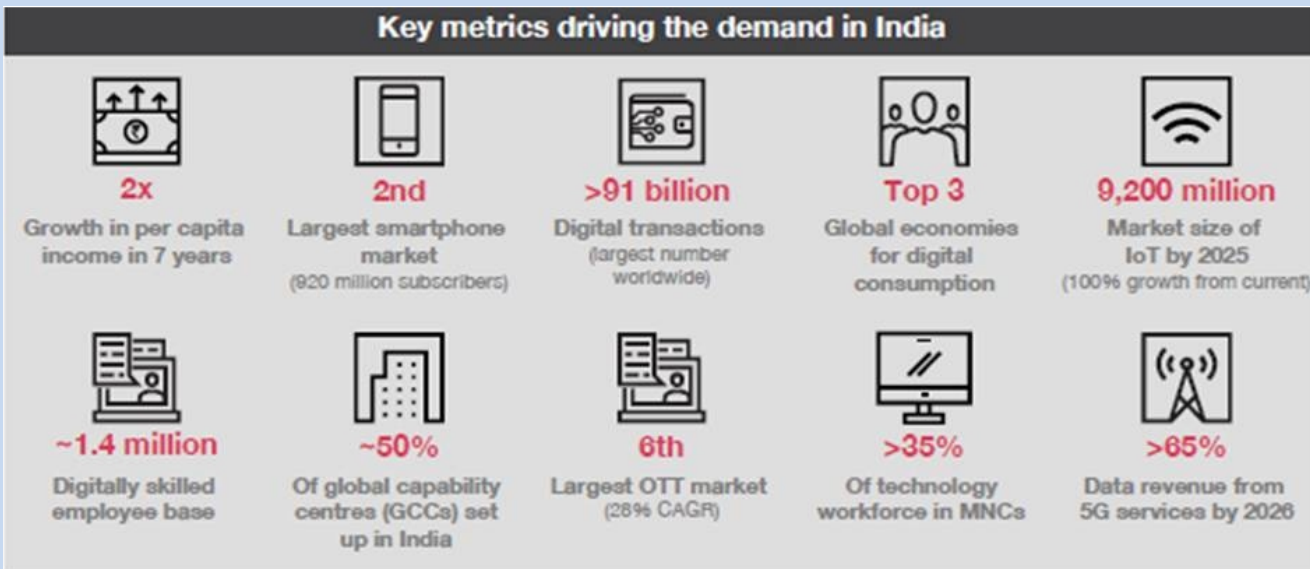 Key metrics driving the demand in India
2x
Growth in per capita
income in 7 years
2nd
Largest smartphone
market
(920 million subscribers)
>91 billion
Digital transactions
(largest number
worldwide)
Top 3
Global economies
for digital
consumption
9,200 million
Market size of
IoT by 2025
(100% growth from current)
~1.4 million
Digitally skilled
employee base
~50%
Of global capability
centres (GCCs) set
up in India
6th
Largest OTT market
(28% CAGR)
>35%
Of technology
workforce in MNCs
>65%
Data revenue from
5G services by 2026